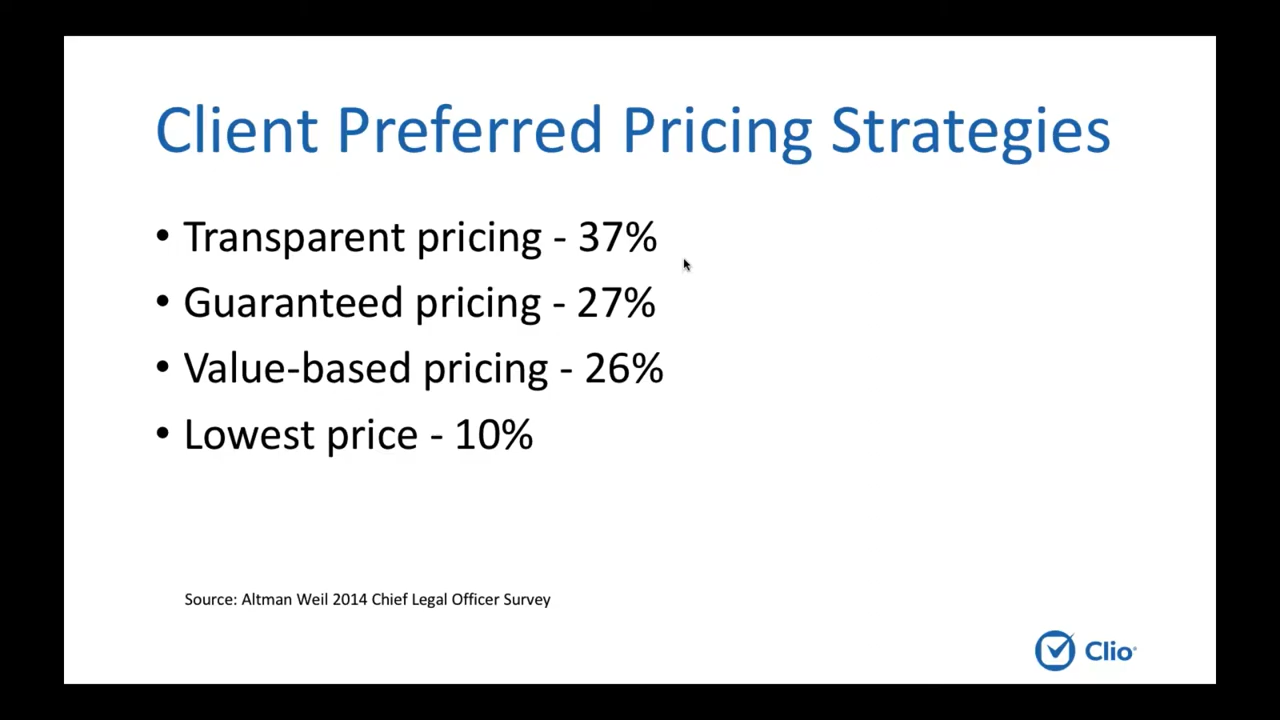 Client Preferred Pricing Strategies
• Transparent pricing - 37%
• Guaranteed pricing - 27%
• Value-based pricing - 26%
• Lowest price - 10%
Source: Altman Weil 2014 Chief Legal Officer Survey
Clio®